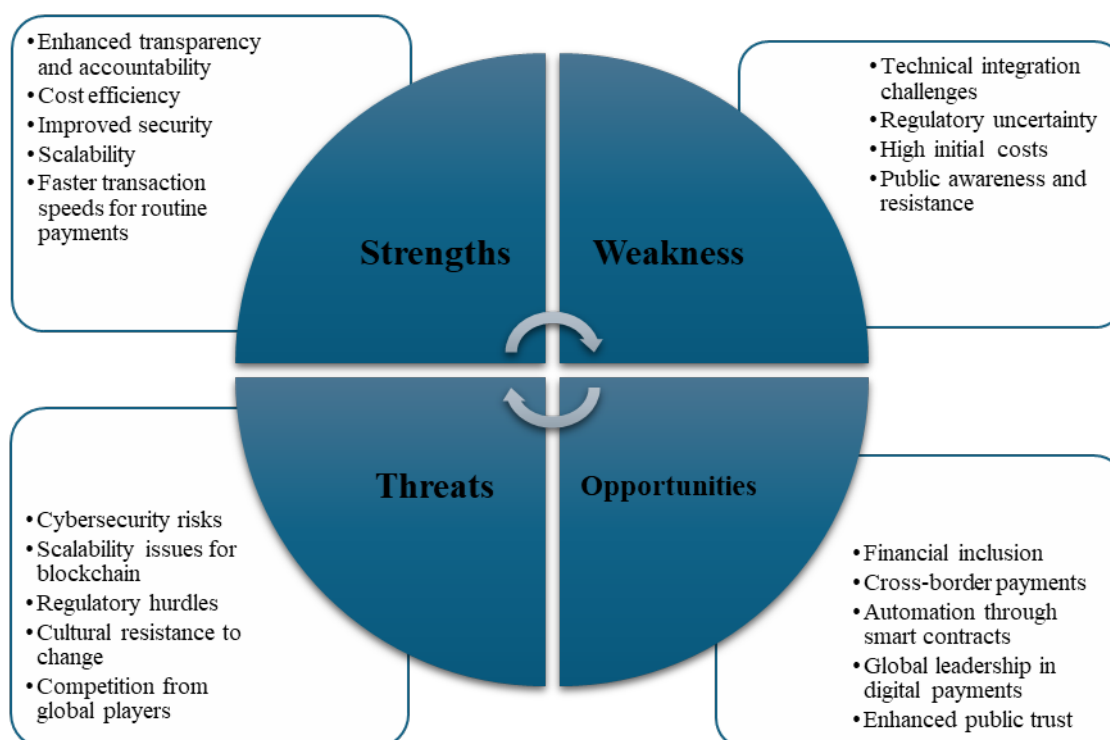 • Enhanced transparency
and accountability
• Cost efficiency
• Improved security
• Scalability
• Faster transaction
speeds for routine
payments
• Technical integration
challenges
• Regulatory uncertainty
• High initial costs
• Public awareness and
resistance
Strengths
Weakness
Threats
Opportunities
• Cybersecurity risks
• Scalability issues for
blockchain
• Regulatory hurdles
• Cultural resistance to
change
• Competition from
global players
• Financial inclusion
• Cross-border payments
• Automation through
smart contracts
• Global leadership in
digital payments
• Enhanced public trust